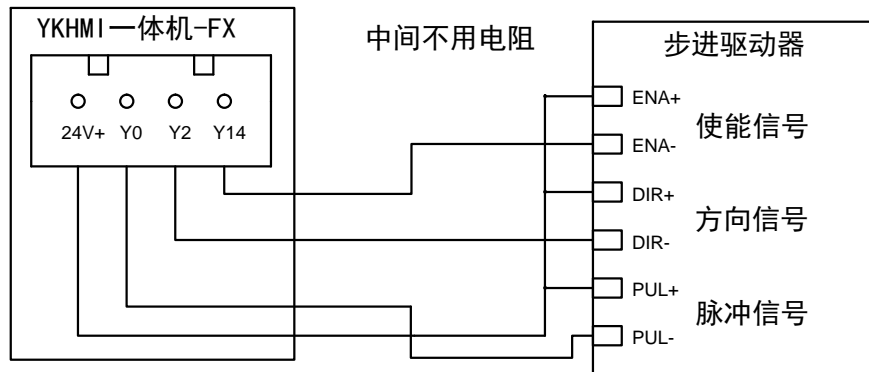 YKHMI一体机-FX
中间不用电阻
步进驱动器
24V+ Y0 Y2 Y14
ENA+
使能信号
ENA-
DIR+
方向信号
DIR-
PUL+
脉冲信号
PUL-